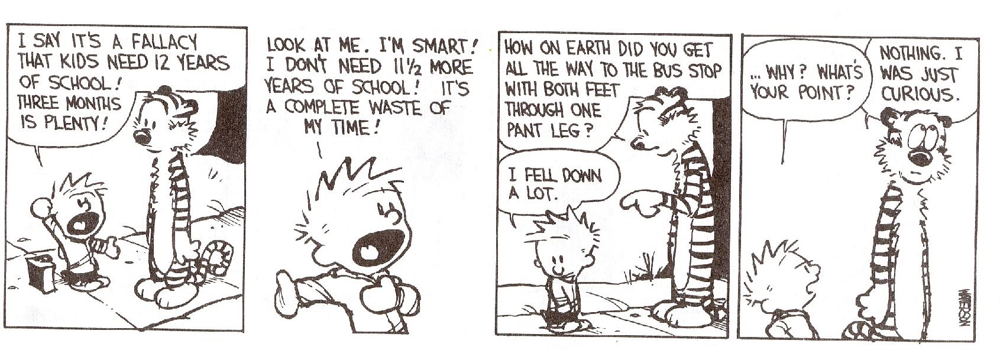 I SAY IT'S A FALLACY
THAT KIDS NEED 12 YEARS
OF SCHOOL!
THREE MONTHS
IS PLENTY!
LOOK AT ME. I'M SMART!
I DON'T NEED 11 1/2 MORE
YEARS OF SCHOOL! IT'S
A COMPLETE WASTE OF
MY TIME!
HOW ON EARTH DID YOU GET
ALL THE WAY TO THE BUS STOP
WITH BOTH FEET
THROUGH ONE
PANT LEG?
I FELL DOWN
A LOT.
... WHY? WHAT'S
YOUR POINT?
NOTHING. I
WAS JUST
CURIOUS.
WATTERSON